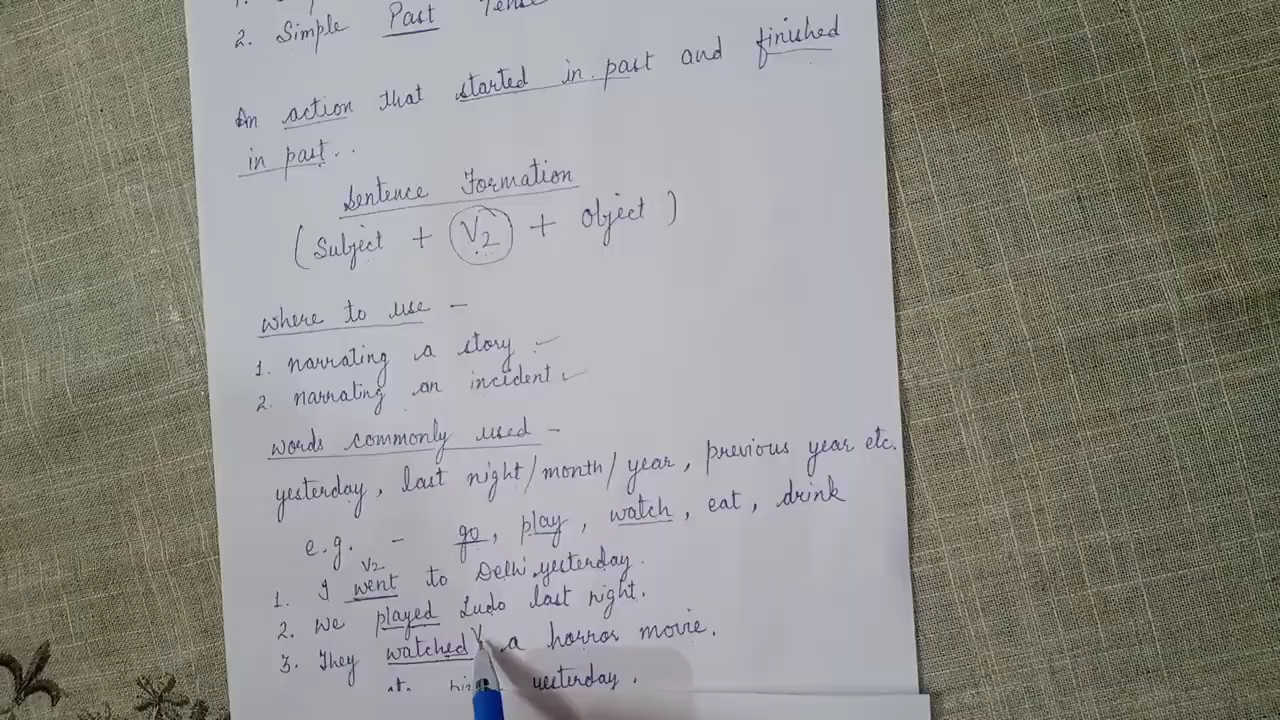 2. Simple Past Tense
An action that started in past and finished
in past..
Sentence Formation
(Subject + V2 + Object)
where to use -
1. narrating a story
2. narrating an incident
words commonly used -
yesterday, last night/month/year, previous year etc.
e.g. - go, play, watch, eat, drink
V2
1. I went to Delhi yesterday.
2. We played Ludo last night.
3. They watched V a horror movie.
yesterday.